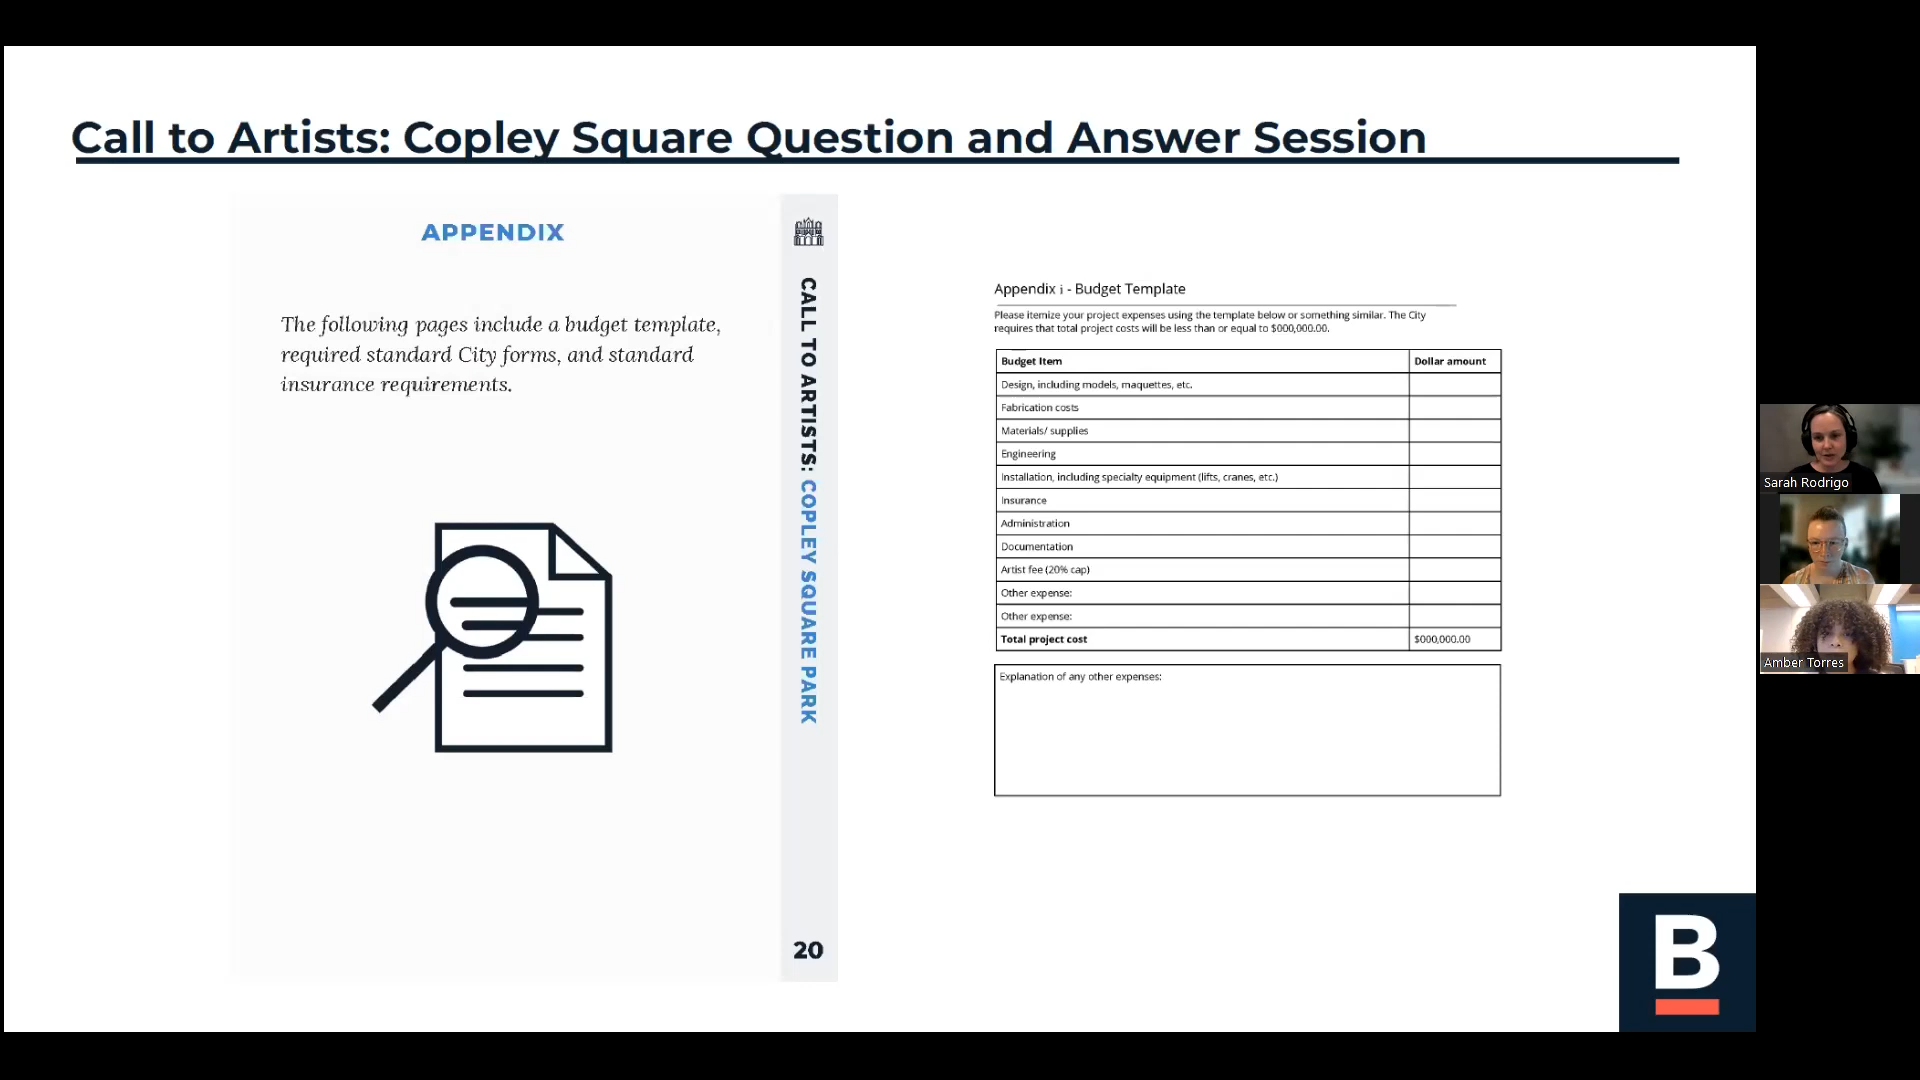 Call to Artists: Copley Square Question and Answer Session
APPENDIX
The following pages include a budget template,
required standard City forms, and standard
insurance requirements.
CALL TO ARTISTS: COPLEY SQUARE PARK
20
Appendix i - Budget Template
Please itemize your project expenses using the template below or something similar. The City
requires that total project costs will be less than or equal to $000,000.00.
Budget Item Dollar amount
Design, including models, maquettes, etc.
Fabrication costs
Materials/ supplies
Engineering
Installation, including specialty equipment (lifts, cranes, etc.)
Insurance
Administration
Documentation
Artist fee (20% cap)
Other expense:
Other expense:
Total project cost $000,000.00
Explanation of any other expenses:
B
Sarah Rodrigo
Amber Torres